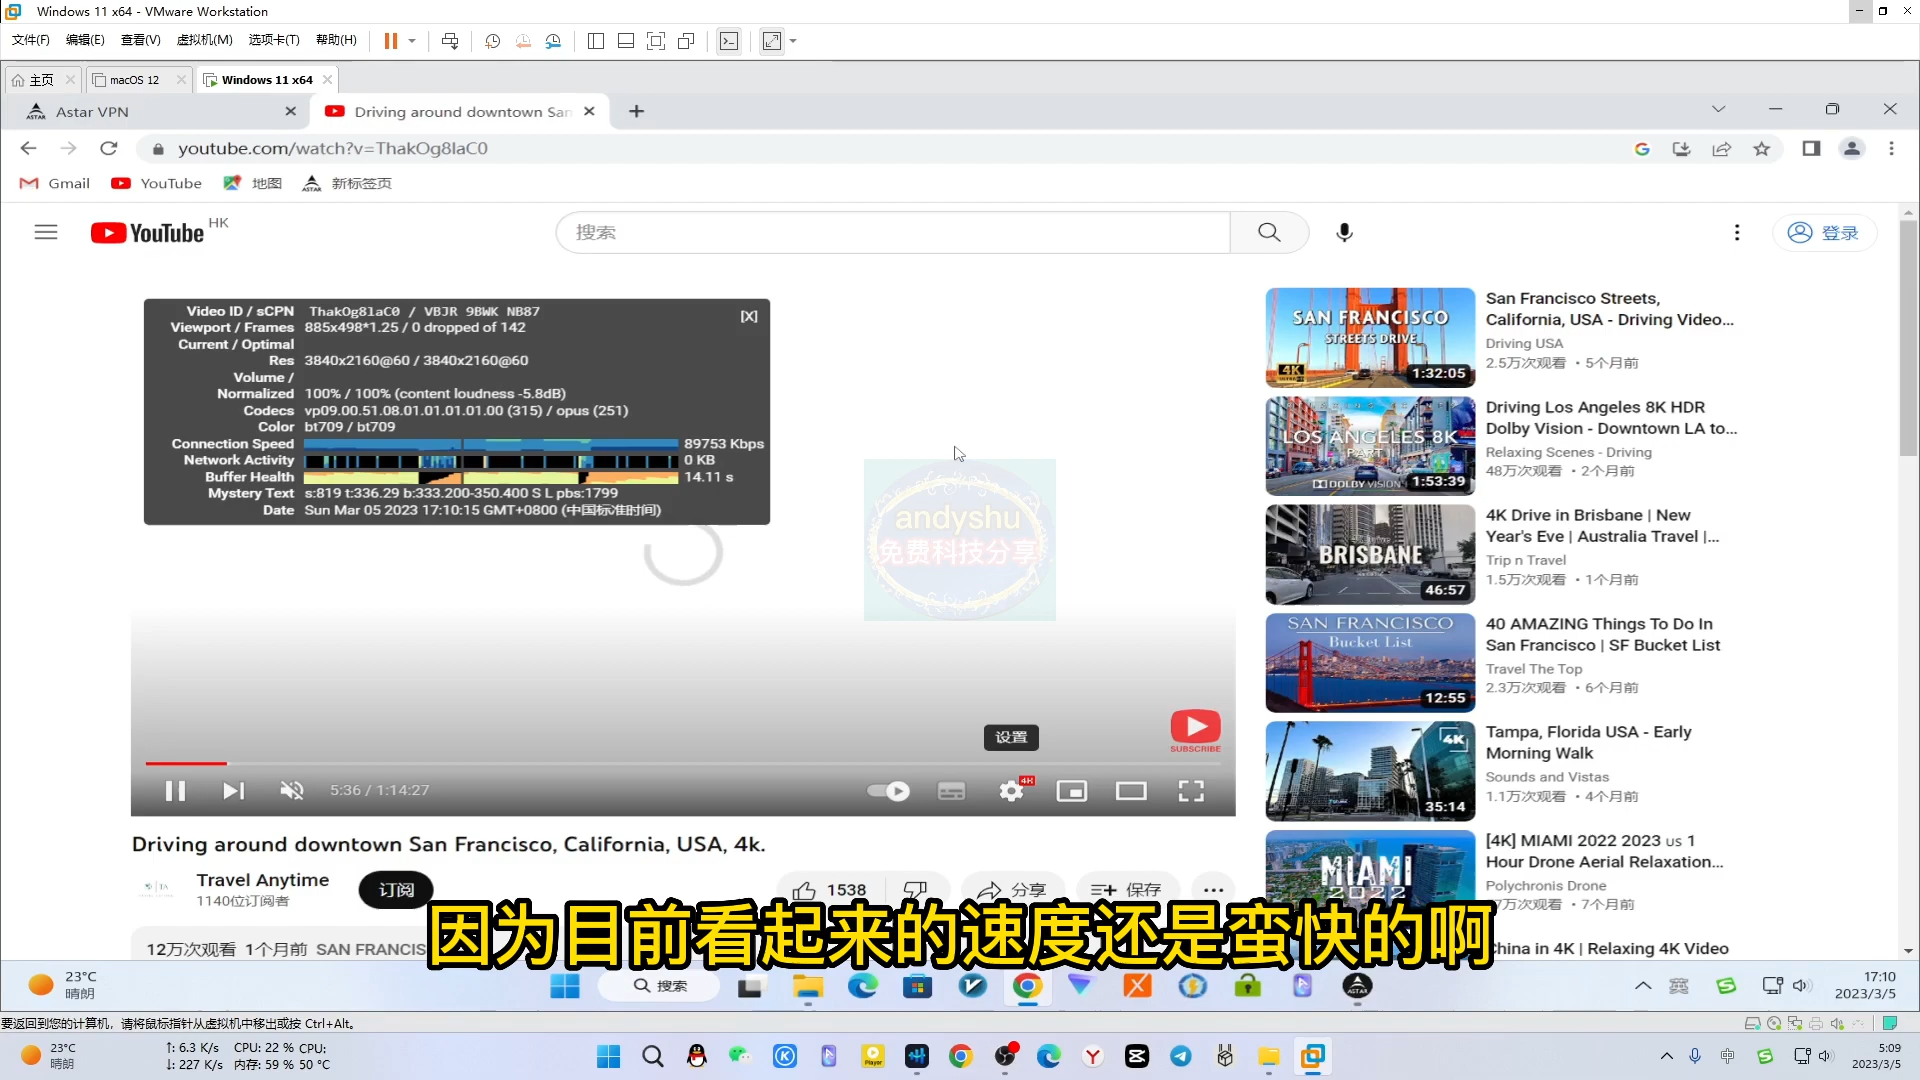 Windows 11 x64 - VMware Workstation
文件(F) 编辑(E) 查看(V) 虚拟机(M) 选项卡(T) 帮助(H)
主页 macOS 12 Windows 11 x64
ASTAR Astar VPN Driving around downtown San
youtube.com/watch?v=ThakOg8laC0
Gmail YouTube 地图 ASTAR 新标签页
YouTube HK 搜索 登录
Video ID / sCPN ThakOg8laC0 / VBJR 9BWK NB87 [X]
Viewport / Frames 885x498*1.25 / 0 dropped of 142
Current / Optimal
Res 3840x2160@60 / 3840x2160@60
Volume /
Normalized 100% / 100% (content loudness -5.8dB)
Codecs vp09.00.51.08.01.01.01.01.00 (315) / opus (251)
Color bt709 / bt709
Connection Speed 89753 Kbps
Network Activity 0 KB
Buffer Health 14.11 s
Mystery Text s:819 t:336.29 b:333.200-350.400 S L pbs:1799
Date Sun Mar 05 2023 17:10:15 GMT+0800 (中国标准时间)
andyshu
免费科技分享
设置
SUBSCRIBE
5:36 / 1:14:27
4K
Driving around downtown San Francisco, California, USA, 4k.
Travel Anytime
1140位订阅者
订阅
1538 分享 保存
12万次观看 1个月前 SAN FRANCIS
SAN FRANCISCO
STREETS DRIVE
4K
1:32:05
San Francisco Streets,
California, USA - Driving Video...
Driving USA
2.5万次观看 • 5个月前
LOS ANGELES 8K
PART 1
DOLBY VISION
1:53:39
Driving Los Angeles 8K HDR
Dolby Vision - Downtown LA to...
Relaxing Scenes - Driving
48万次观看 • 2个月前
BRISBANE
46:57
4K Drive in Brisbane | New
Year's Eve | Australia Travel |...
Trip n Travel
1.5万次观看 • 1个月前
SAN FRANCISCO
Bucket List
12:55
40 AMAZING Things To Do In
San Francisco | SF Bucket List
Travel The Top
2.3万次观看 • 6个月前
4K
35:14
Tampa, Florida USA - Early
Morning Walk
Sounds and Vistas
1.1万次观看 • 4个月前
MIAMI
2022
[4K] MIAMI 2022 2023 us 1
Hour Drone Aerial Relaxation...
Polychronis Drone
7万次观看 • 7个月前
China in 4K | Relaxing 4K Video
因为目前看起来的速度还是蛮快的啊
23°C
晴朗
搜索
ASTAR
英
17:10
2023/3/5
要返回到您的计算机，请将鼠标指针从虚拟机中移出或按 Ctrl+Alt。
23°C
晴朗
↑: 6.3 K/s CPU: 22 % CPU:
↓: 227 K/s 内存: 59 % 50 °C
Player
中
5:09
2023/3/5